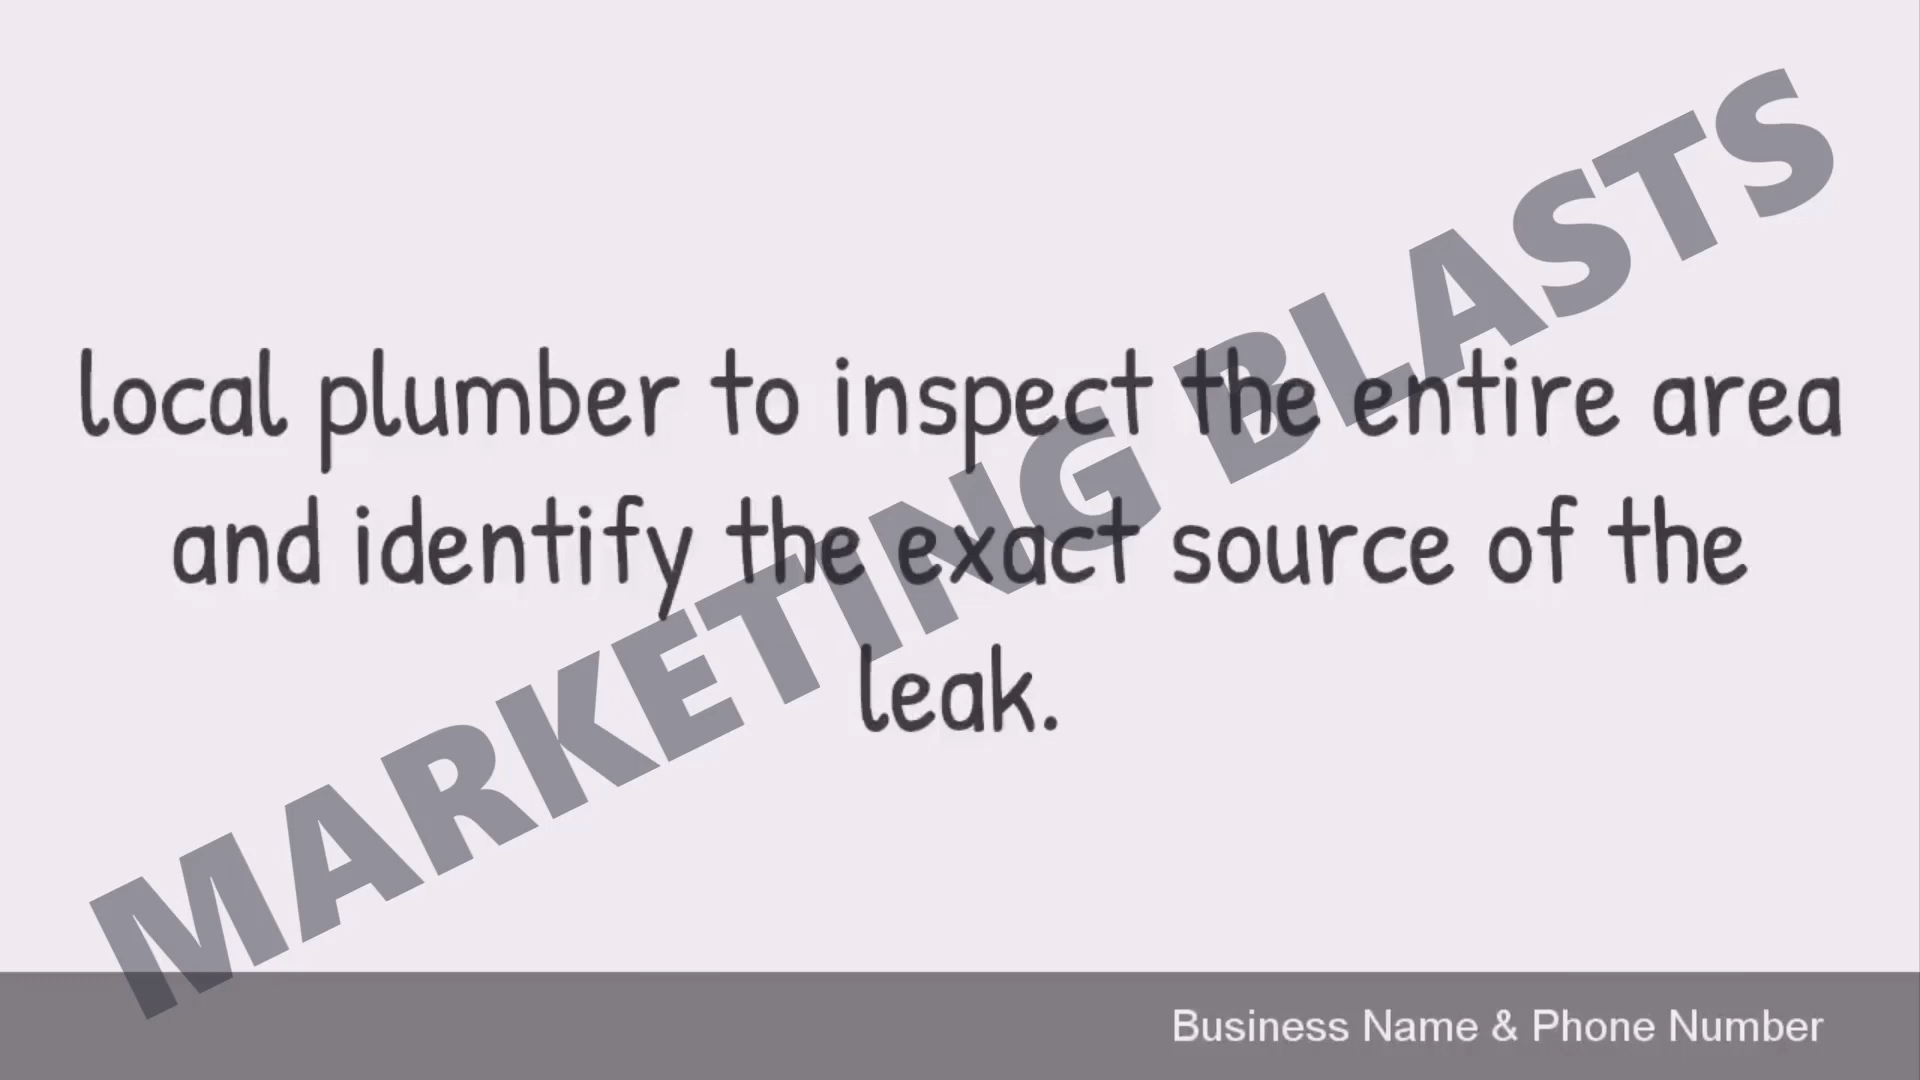 local plumber to inspect the entire area
and identify the exact source of the
leak.
MARKETING BLASTS
Business Name & Phone Number